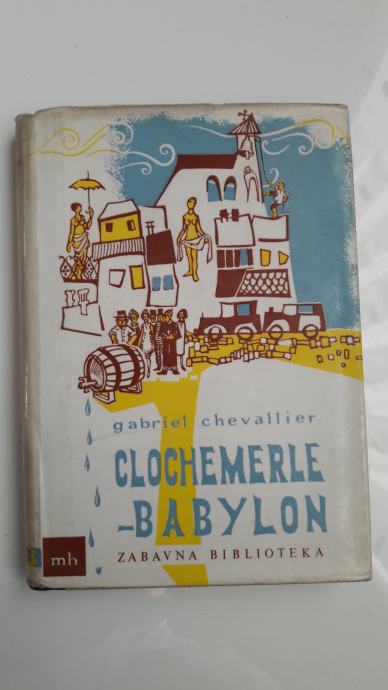 gabriel chevallier
CLOCHEMERLE
-BABYLON
ZABAVNA BIBLIOTEKA
mh